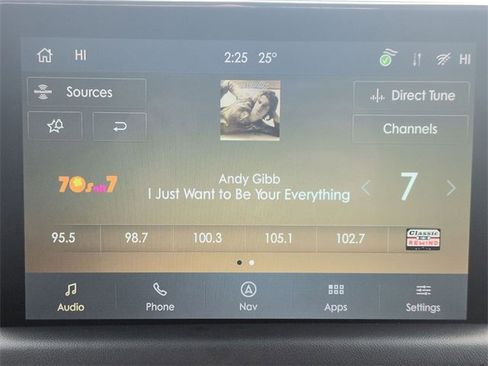 HI 2:25 25° HI
Sources
Direct Tune
Channels
70s on 7
Andy Gibb
I Just Want to Be Your Everything
7
95.5 98.7 100.3 105.1 102.7
Classic
REWIND
Audio Phone Nav Apps Settings